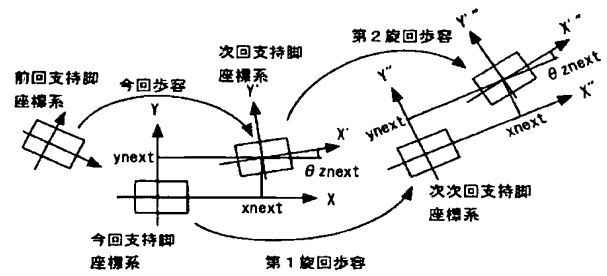 前回支持脚
座標系
今回歩容
次回支持脚
座標系
第2旋回歩容
Y
Y'
X'
ynext
θznext
X
xnext
今回支持脚
座標系
第1旋回歩容
Y'''
X'''
θznext
Y''
X''
ynext
xnext
次次回支持脚
座標系